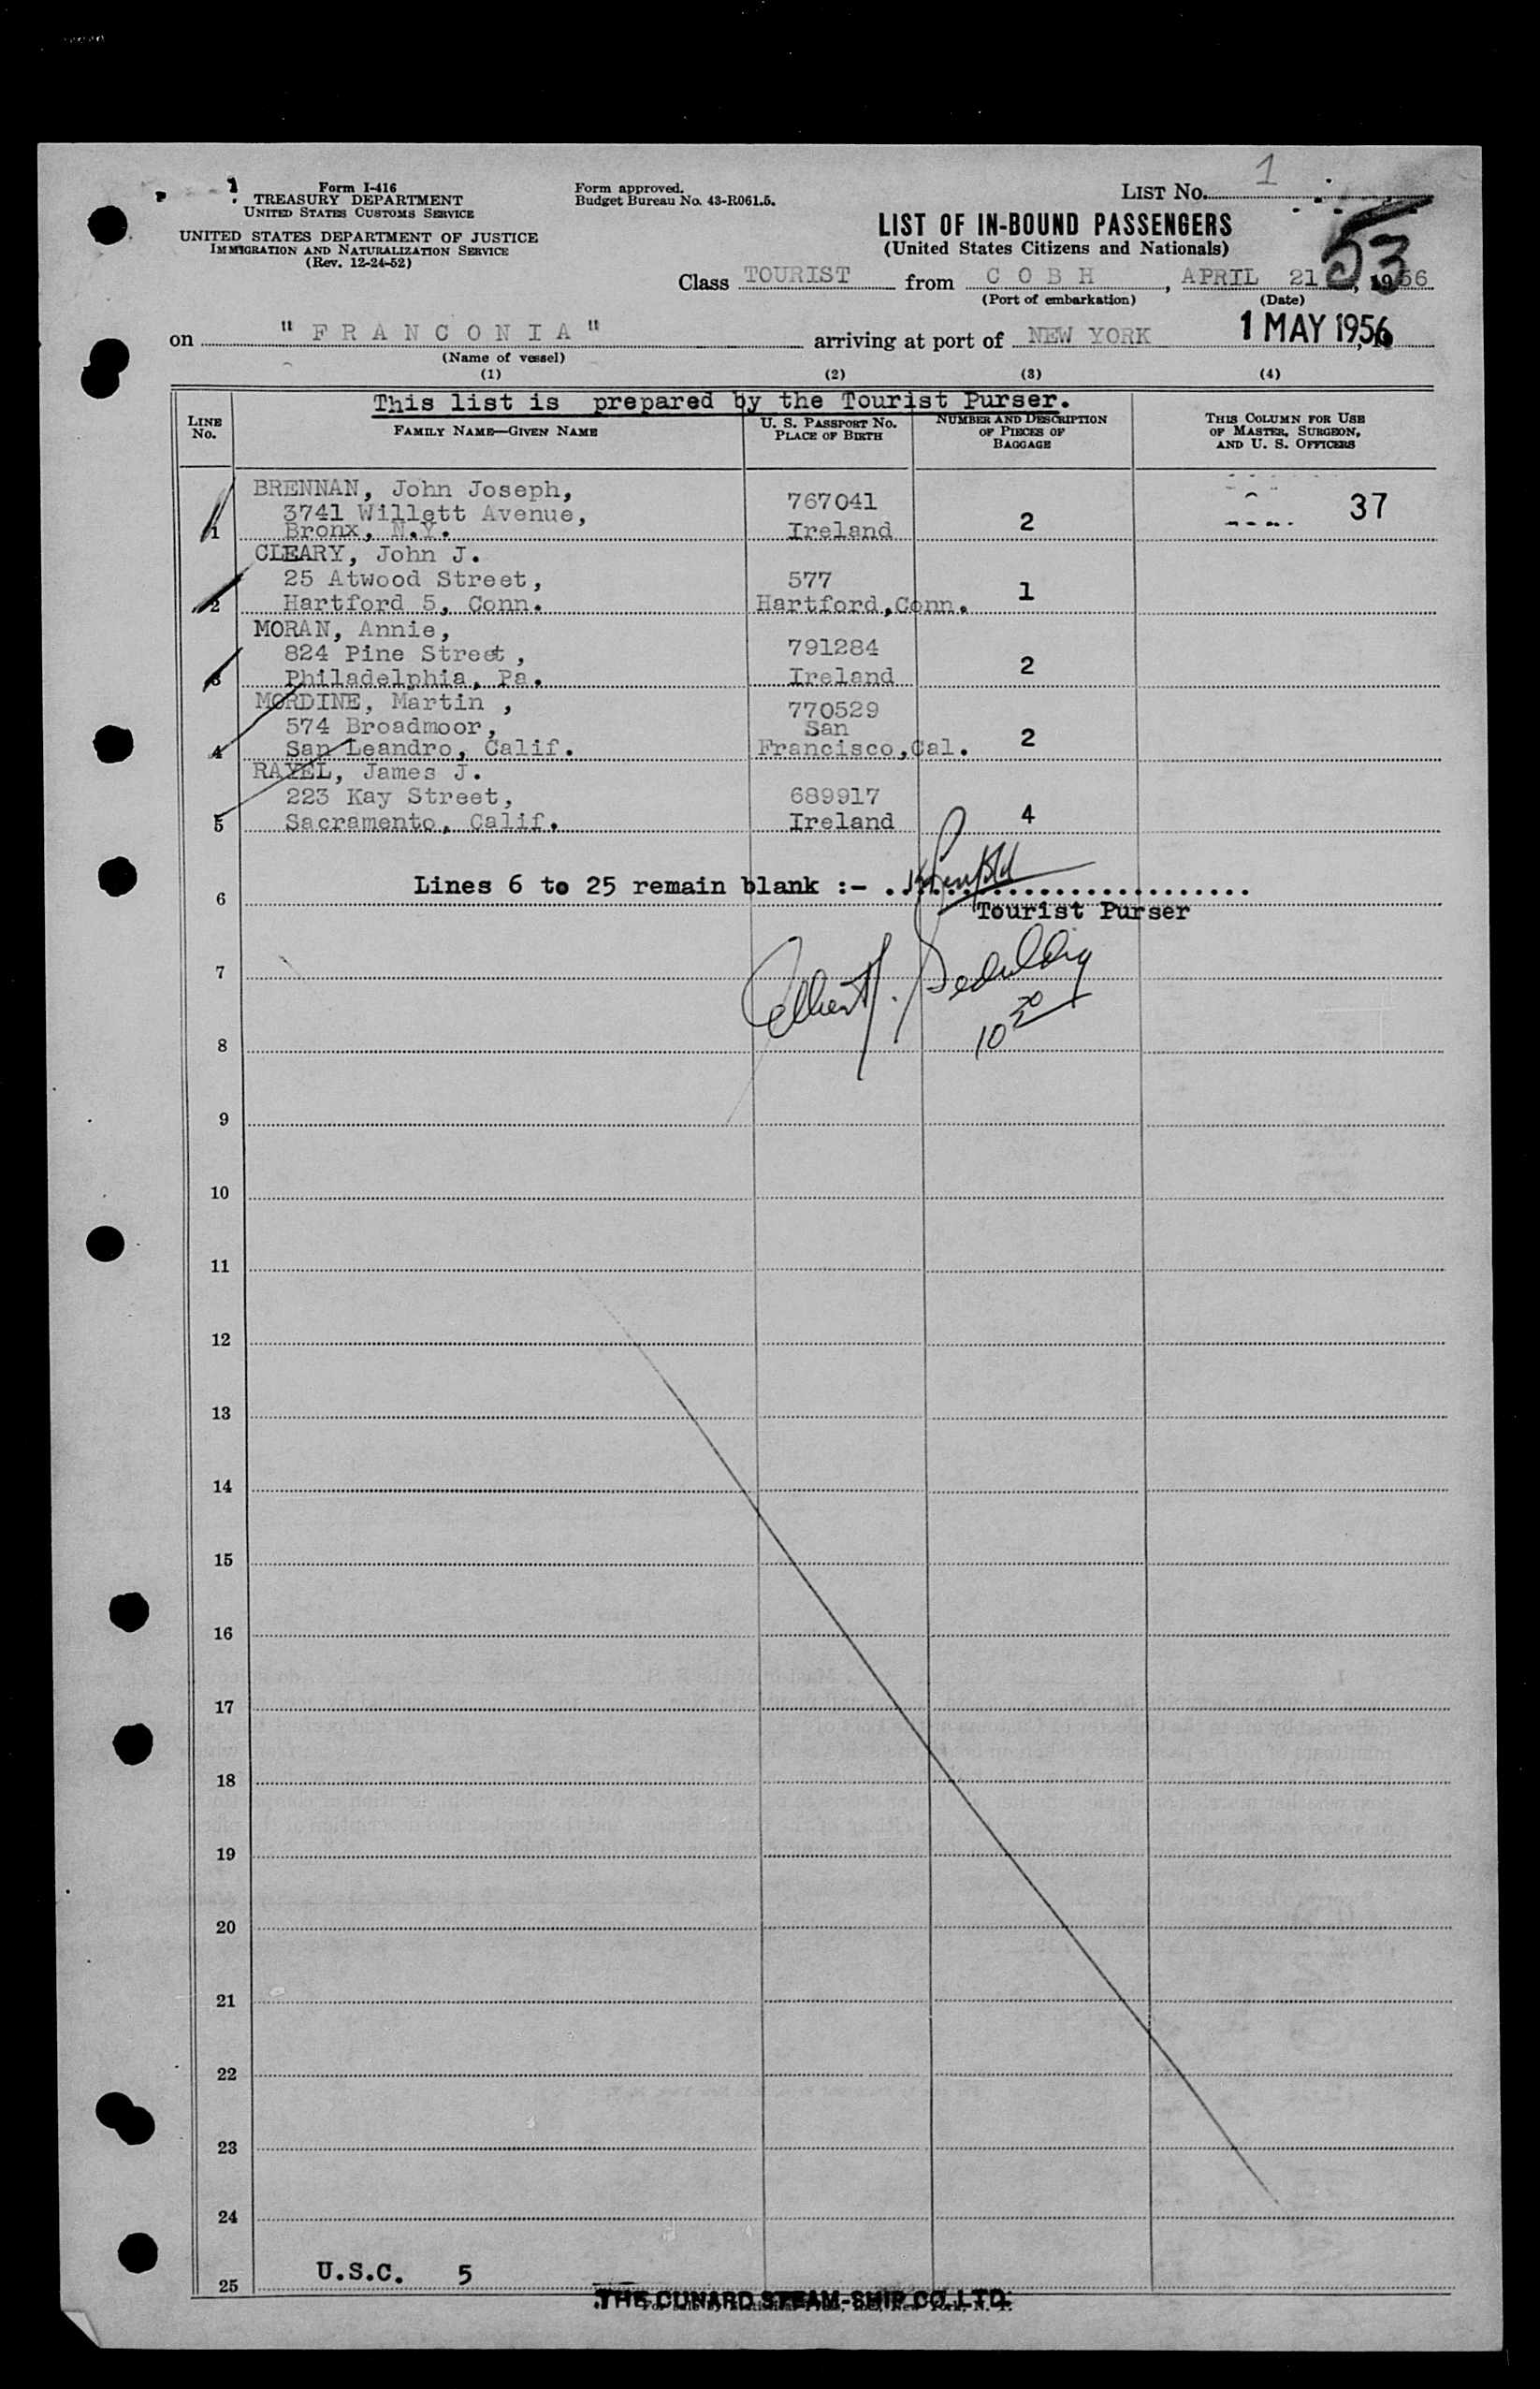 LIST No. 1
Form I-416
TREASURY DEPARTMENT
UNITED STATES CUSTOMS SERVICE
UNITED STATES DEPARTMENT OF JUSTICE
IMMIGRATION AND NATURALIZATION SERVICE
(Rev. 12-24-52)
Form approved.
Budget Bureau No. 43-R061.5.
LIST OF IN-BOUND PASSENGERS
(United States Citizens and Nationals)
53
Class TOURIST from C O B H, APRIL 21, 1956
(Port of embarkation) (Date)
on "F R A N C O N I A" arriving at port of NEW YORK 1 MAY 1956
(Name of vessel)
(1) (2) (3) (4)
This list is prepared by the Tourist Purser.
LINE No. FAMILY NAME—GIVEN NAME U. S. PASSPORT No. PLACE OF BIRTH NUMBER AND DESCRIPTION OF PIECES OF BAGGAGE THIS COLUMN FOR USE OF MASTER, SURGEON, AND U. S. OFFICERS
BRENNAN, John Joseph,
3741 Willett Avenue, 767041 37
1 Bronx, N.Y. Ireland 2
CLEARY, John J.
25 Atwood Street, 577 1
2 Hartford 5, Conn. Hartford, Conn.
MORAN, Annie,
824 Pine Street, 791284 2
3 Philadelphia, Pa. Ireland
MORDINE, Martin , 770529
574 Broadmoor, San 2
4 San Leandro, Calif. Francisco, Cal.
RAYEL, James J.
223 Kay Street, 689917 4
5 Sacramento, Calif. Ireland
Lines 6 to 25 remain blank :-
6 Tourist Purser
7
10 20
8
9
10
11
12
13
14
15
16
17
18
19
20
21
22
23
24
U.S.C. 5
25
THE CUNARD STEAM-SHIP CO. LTD.